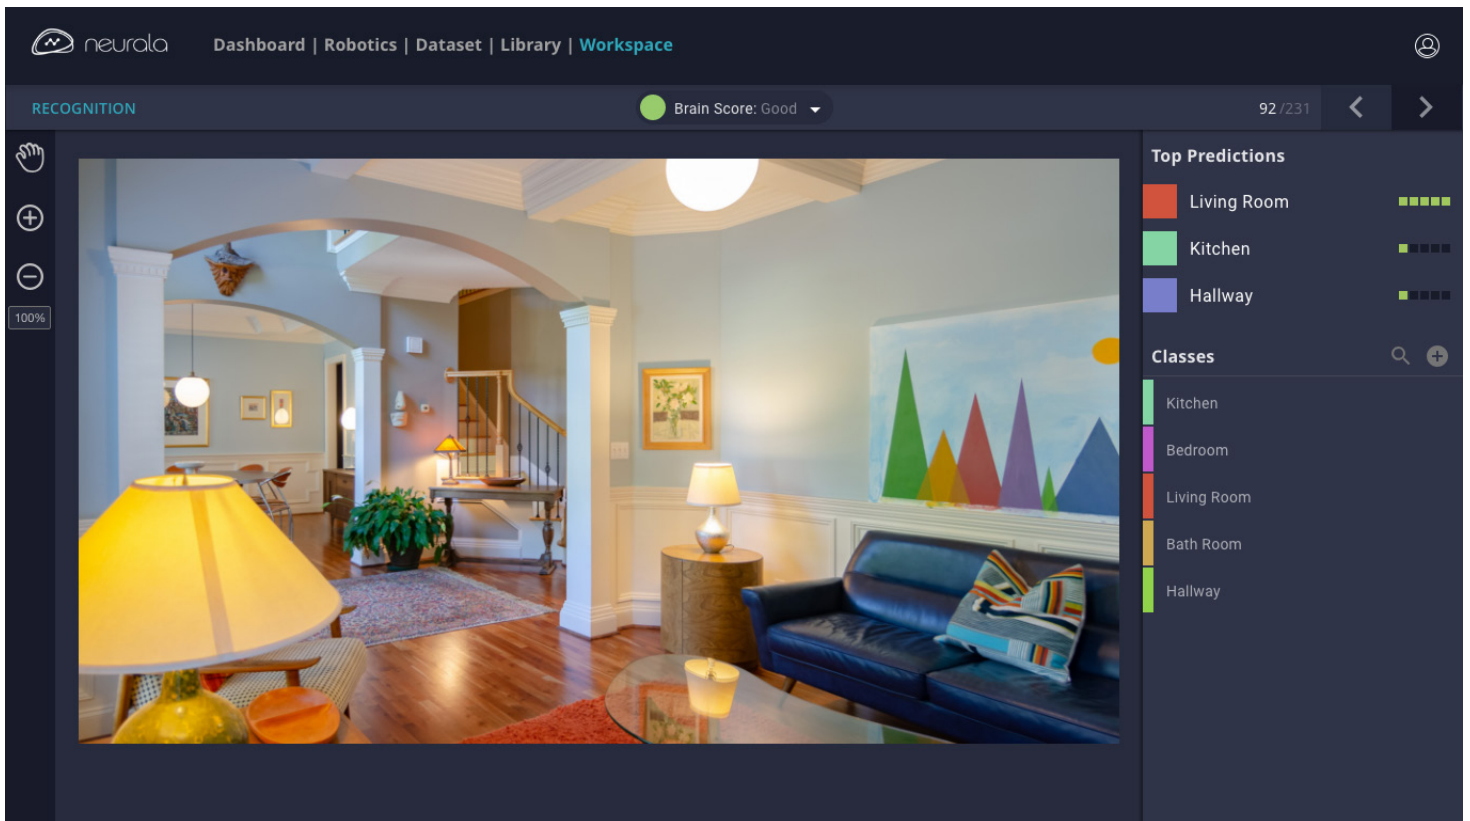 neurala
Dashboard | Robotics | Dataset | Library | Workspace
RECOGNITION
Brain Score: Good
92 /231
100%
Top Predictions
Living Room
Kitchen
Hallway
Classes
Kitchen
Bedroom
Living Room
Bath Room
Hallway